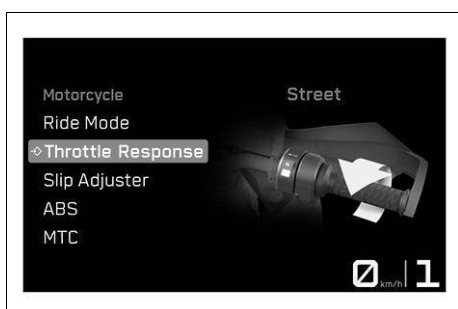 Motorcycle
Street
Ride Mode
Throttle Response
Slip Adjuster
ABS
MTC
0 km/h 1